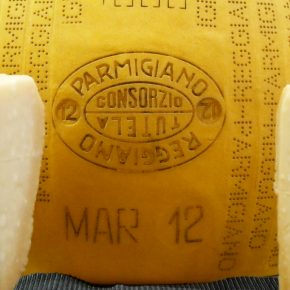 PARMIGIANO
12 CONSORZIO 12
TUTELA
REGGIANO
MAR 12